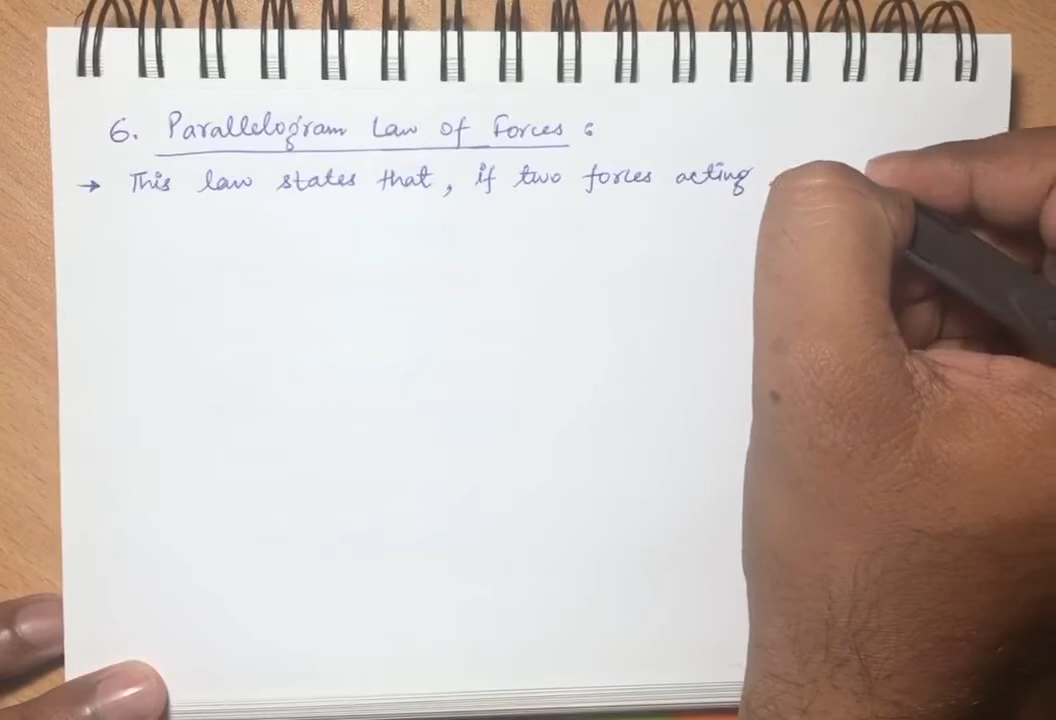 6. Parallelogram Law of Forces :
→ This law states that, if two forces acting